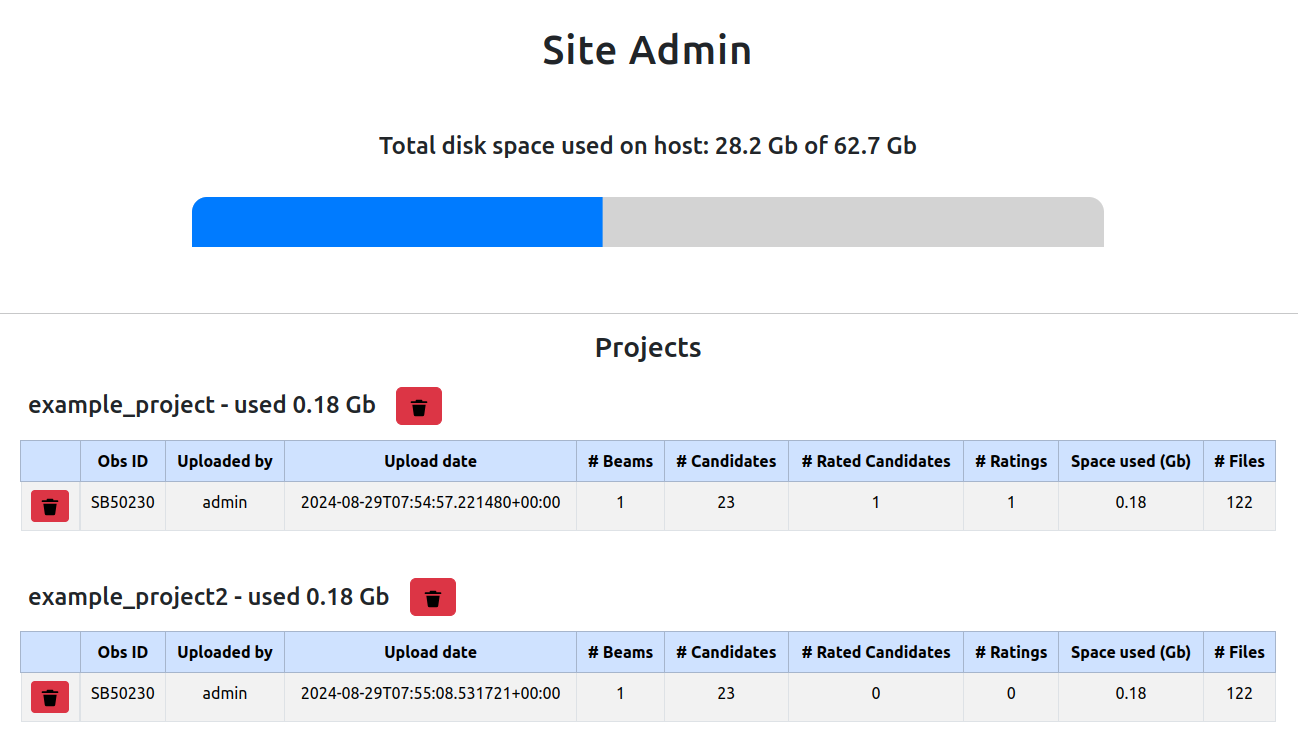 Site Admin
Total disk space used on host: 28.2 Gb of 62.7 Gb
Projects
example_project - used 0.18 Gb
Obs ID Uploaded by Upload date # Beams # Candidates # Rated Candidates # Ratings Space used (Gb) # Files
SB50230 admin 2024-08-29T07:54:57.221480+00:00 1 23 1 1 0.18 122
example_project2 - used 0.18 Gb
Obs ID Uploaded by Upload date # Beams # Candidates # Rated Candidates # Ratings Space used (Gb) # Files
SB50230 admin 2024-08-29T07:55:08.531721+00:00 1 23 0 0 0.18 122